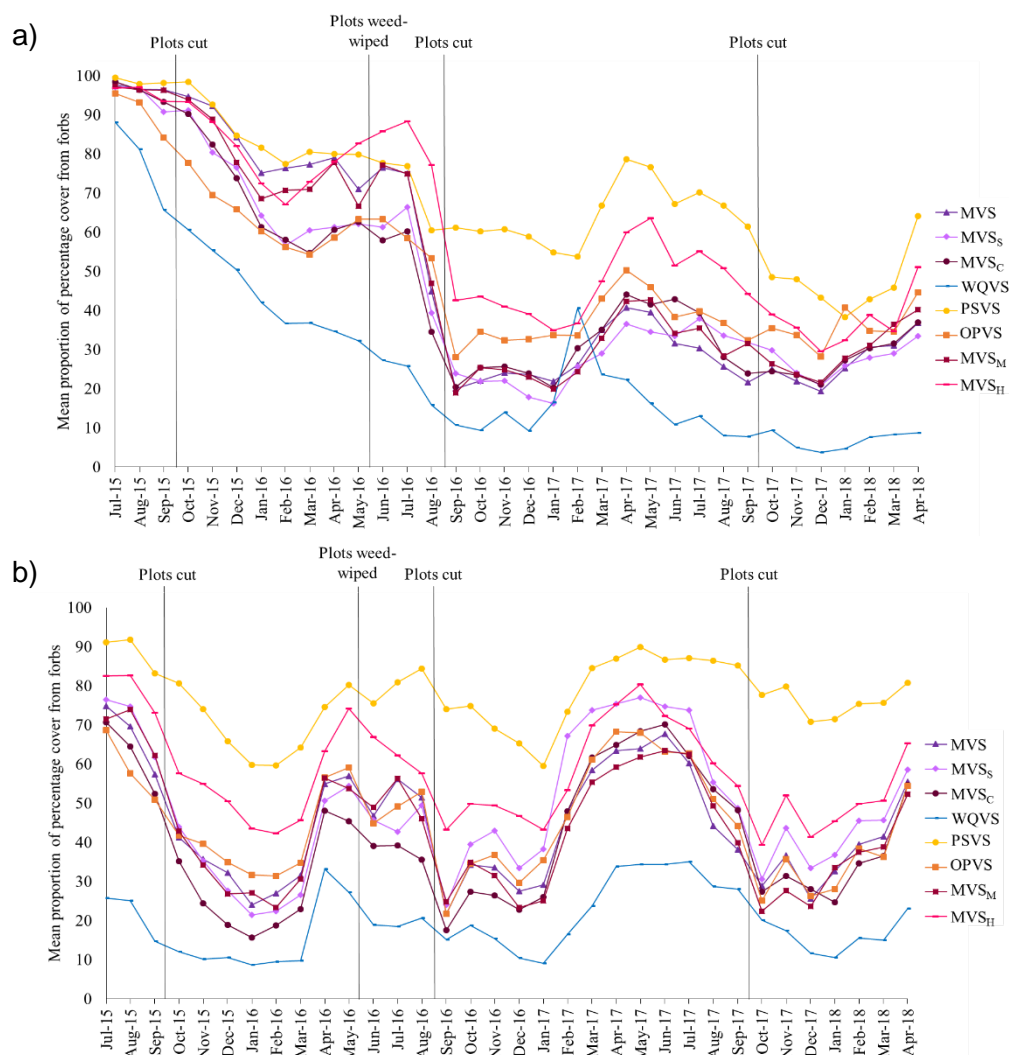 a)
Plots cut
Plots weed-
wiped
Plots cut
Plots cut
Mean proportion of percentage cover from forbs
100
90
80
70
60
50
40
30
20
10
0
Jul-15
Aug-15
Sep-15
Oct-15
Nov-15
Dec-15
Jan-16
Feb-16
Mar-16
Apr-16
May-16
Jun-16
Jul-16
Aug-16
Sep-16
Oct-16
Nov-16
Dec-16
Jan-17
Feb-17
Mar-17
Apr-17
May-17
Jun-17
Jul-17
Aug-17
Sep-17
Oct-17
Nov-17
Dec-17
Jan-18
Feb-18
Mar-18
Apr-18
MVS
MVSS
MVSC
WQVS
PSVS
OPVS
MVSM
MVSH
b)
Plots cut
Plots weed-
wiped
Plots cut
Plots cut
Mean proportion of percentage cover from forbs
100
90
80
70
60
50
40
30
20
10
0
Jul-15
Aug-15
Sep-15
Oct-15
Nov-15
Dec-15
Jan-16
Feb-16
Mar-16
Apr-16
May-16
Jun-16
Jul-16
Aug-16
Sep-16
Oct-16
Nov-16
Dec-16
Jan-17
Feb-17
Mar-17
Apr-17
May-17
Jun-17
Jul-17
Aug-17
Sep-17
Oct-17
Nov-17
Dec-17
Jan-18
Feb-18
Mar-18
Apr-18
MVS
MVSS
MVSC
WQVS
PSVS
OPVS
MVSM
MVSH